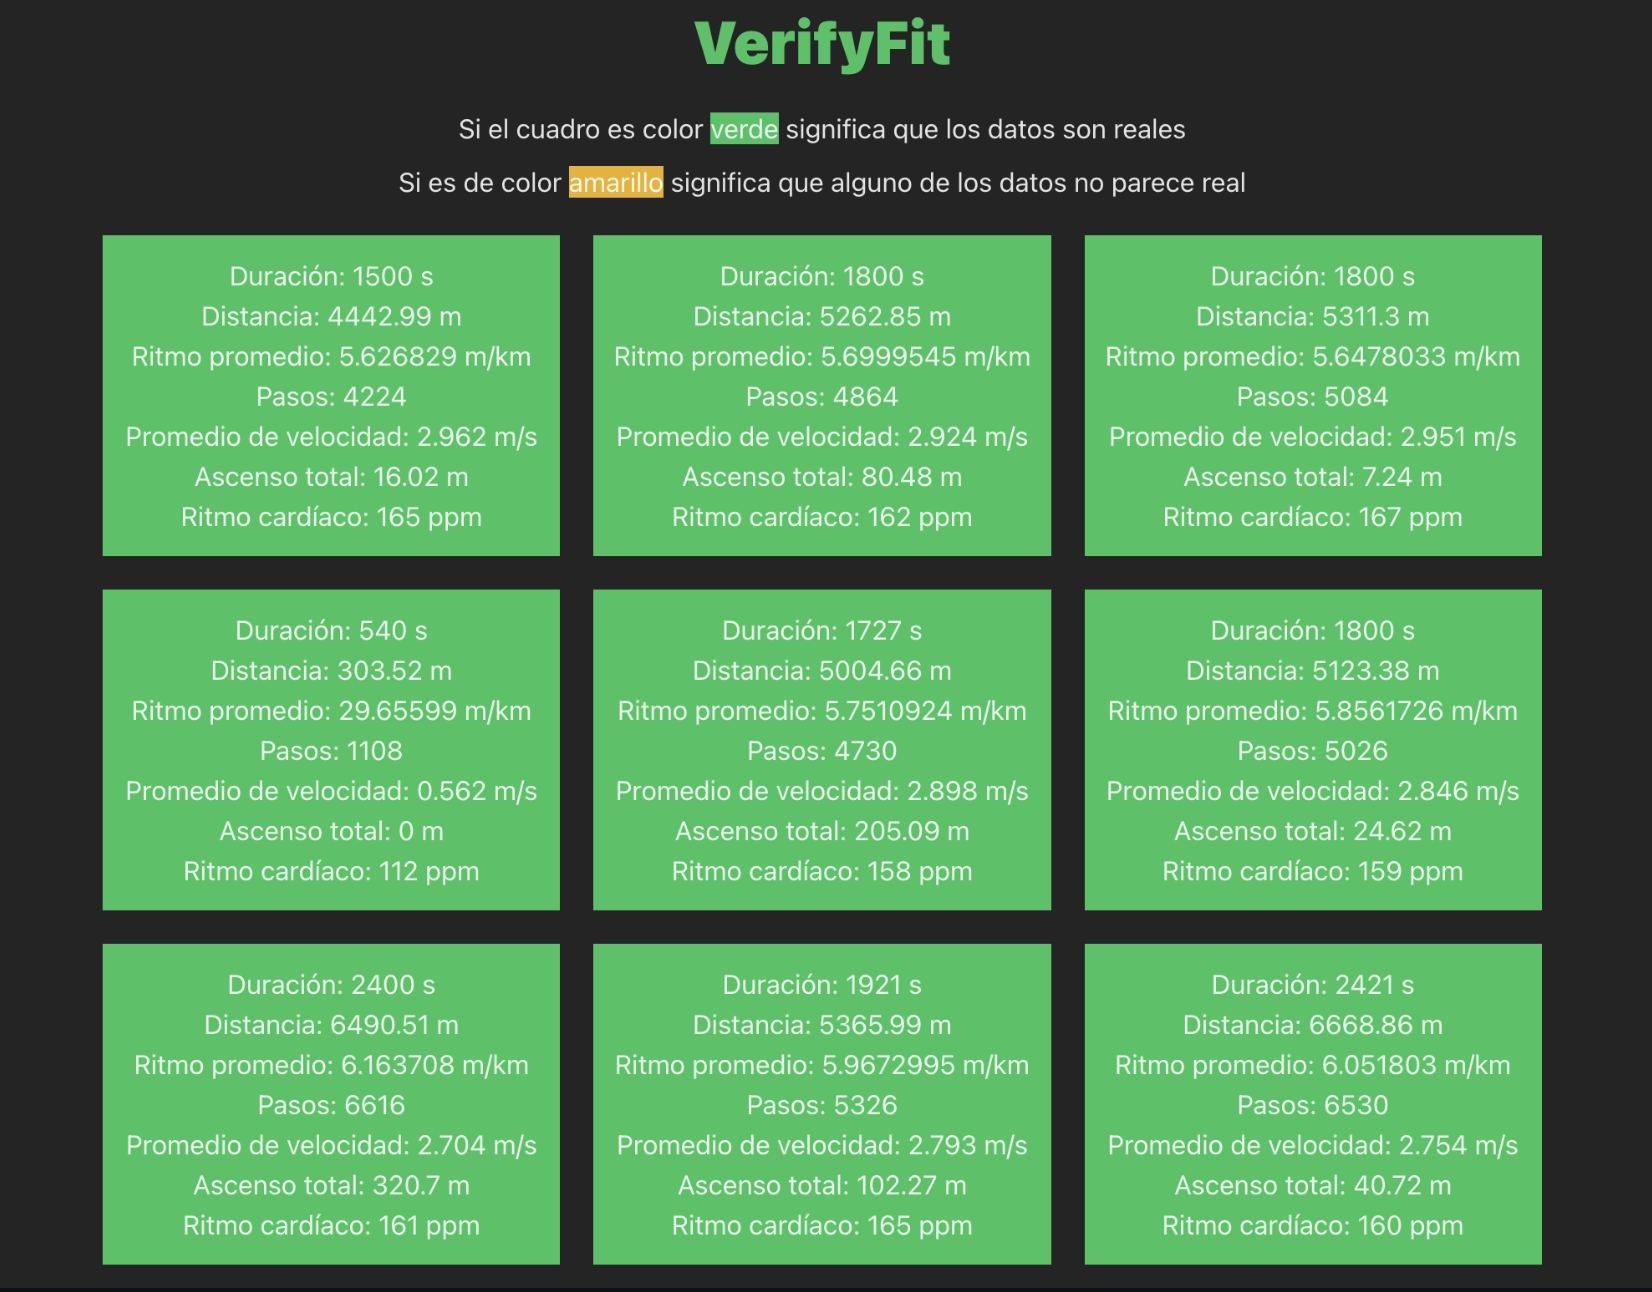 VerifyFit
Si el cuadro es color verde significa que los datos son reales
Si es de color amarillo significa que alguno de los datos no parece real
Duración: 1500 s
Distancia: 4442.99 m
Ritmo promedio: 5.626829 m/km
Pasos: 4224
Promedio de velocidad: 2.962 m/s
Ascenso total: 16.02 m
Ritmo cardíaco: 165 ppm
Duración: 1800 s
Distancia: 5262.85 m
Ritmo promedio: 5.6999545 m/km
Pasos: 4864
Promedio de velocidad: 2.924 m/s
Ascenso total: 80.48 m
Ritmo cardíaco: 162 ppm
Duración: 1800 s
Distancia: 5311.3 m
Ritmo promedio: 5.6478033 m/km
Pasos: 5084
Promedio de velocidad: 2.951 m/s
Ascenso total: 7.24 m
Ritmo cardíaco: 167 ppm
Duración: 540 s
Distancia: 303.52 m
Ritmo promedio: 29.65599 m/km
Pasos: 1108
Promedio de velocidad: 0.562 m/s
Ascenso total: 0 m
Ritmo cardíaco: 112 ppm
Duración: 1727 s
Distancia: 5004.66 m
Ritmo promedio: 5.7510924 m/km
Pasos: 4730
Promedio de velocidad: 2.898 m/s
Ascenso total: 205.09 m
Ritmo cardíaco: 158 ppm
Duración: 1800 s
Distancia: 5123.38 m
Ritmo promedio: 5.8561726 m/km
Pasos: 5026
Promedio de velocidad: 2.846 m/s
Ascenso total: 24.62 m
Ritmo cardíaco: 159 ppm
Duración: 2400 s
Distancia: 6490.51 m
Ritmo promedio: 6.163708 m/km
Pasos: 6616
Promedio de velocidad: 2.704 m/s
Ascenso total: 320.7 m
Ritmo cardíaco: 161 ppm
Duración: 1921 s
Distancia: 5365.99 m
Ritmo promedio: 5.9672995 m/km
Pasos: 5326
Promedio de velocidad: 2.793 m/s
Ascenso total: 102.27 m
Ritmo cardíaco: 165 ppm
Duración: 2421 s
Distancia: 6668.86 m
Ritmo promedio: 6.051803 m/km
Pasos: 6530
Promedio de velocidad: 2.754 m/s
Ascenso total: 40.72 m
Ritmo cardíaco: 160 ppm